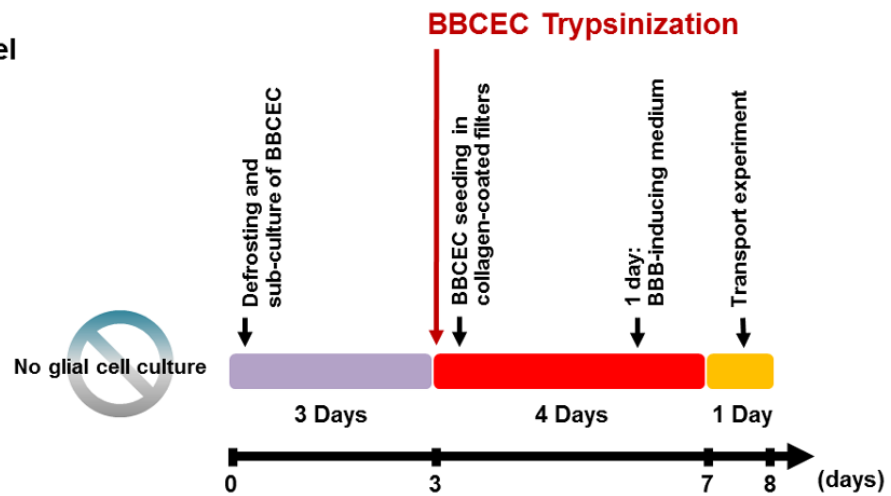 BBCEC Trypsinization
el
Defrosting and
sub-culture of BBCEC
BBCEC seeding in
collagen-coated filters
1 day:
BBB-inducing medium
Transport experiment
No glial cell culture
3 Days
4 Days
1 Day
0
3
7
8
(days)